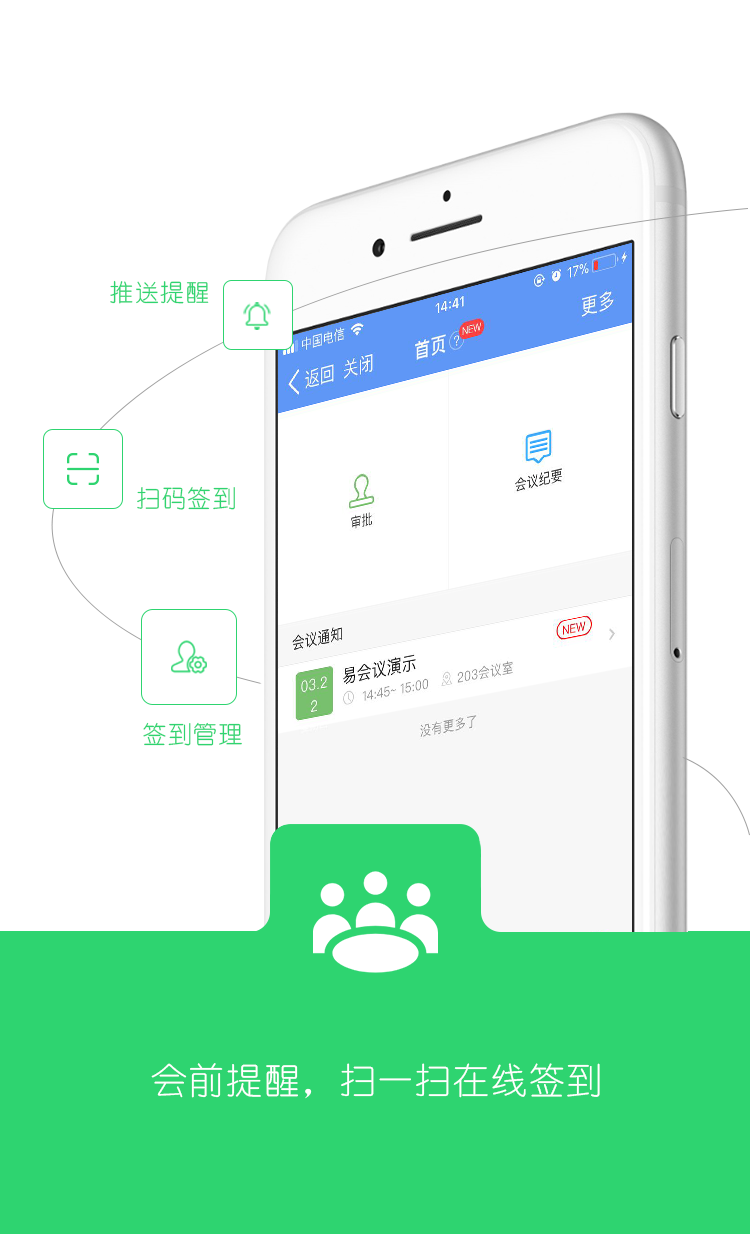 推送提醒
扫码签到
签到管理
中国电信 14:41 17%
返回 关闭 首页 ? NEW 更多
审批
会议纪要
会议通知
03.2
2
易会议演示 NEW
14:45~ 15:00 203会议室
没有更多了
会前提醒，扫一扫在线签到